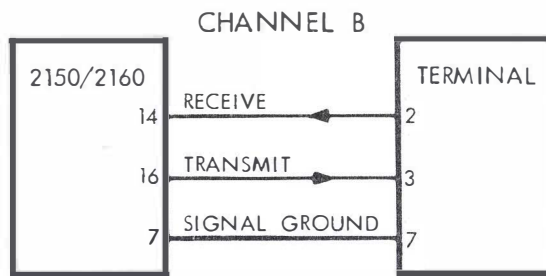 CHANNEL B
2150/2160
TERMINAL
14 RECEIVE 2
16 TRANSMIT 3
7 SIGNAL GROUND 7